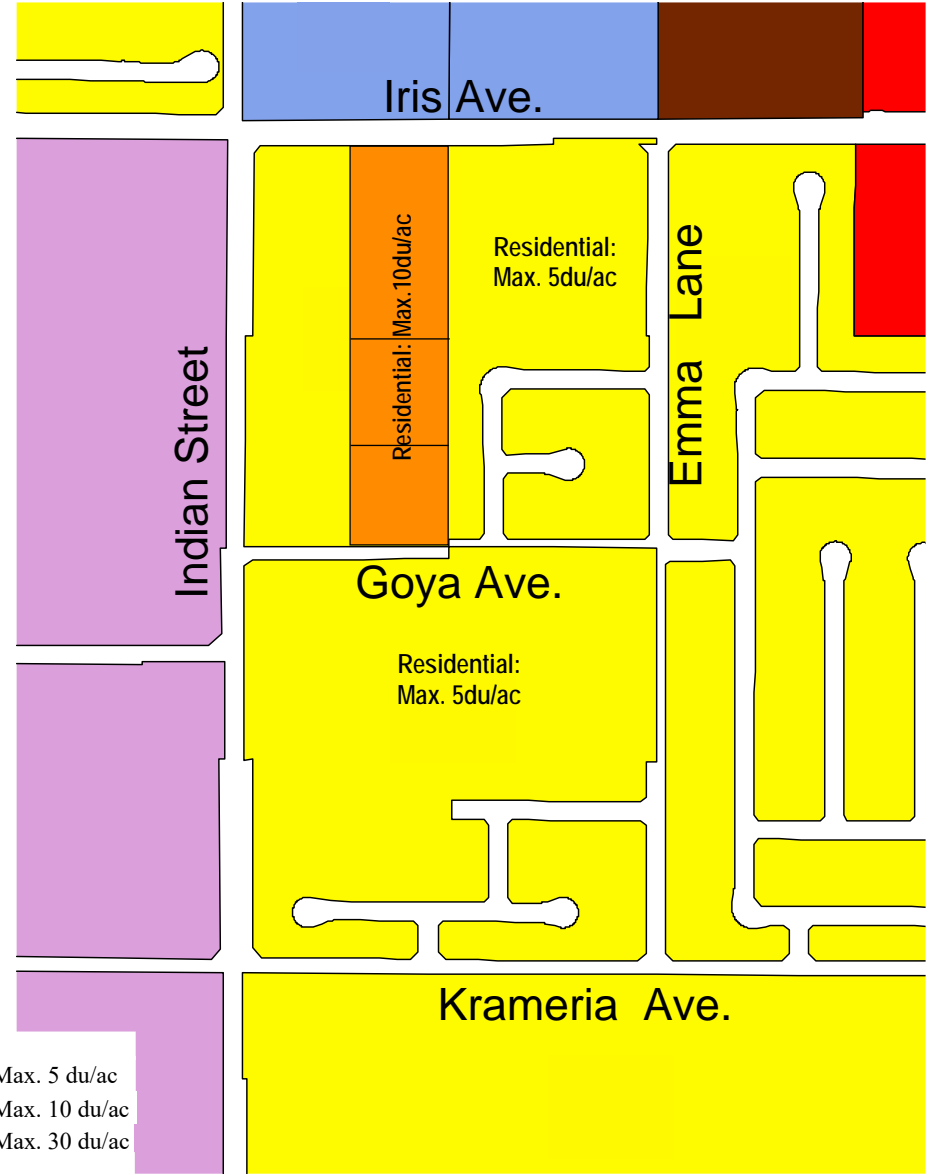 Iris Ave.
Residential: Max.10du/ac
Residential:
Max. 5du/ac
Emma Lane
Indian Street
Goya Ave.
Residential:
Max. 5du/ac
Krameria Ave.
Max. 5 du/ac
Max. 10 du/ac
Max. 30 du/ac